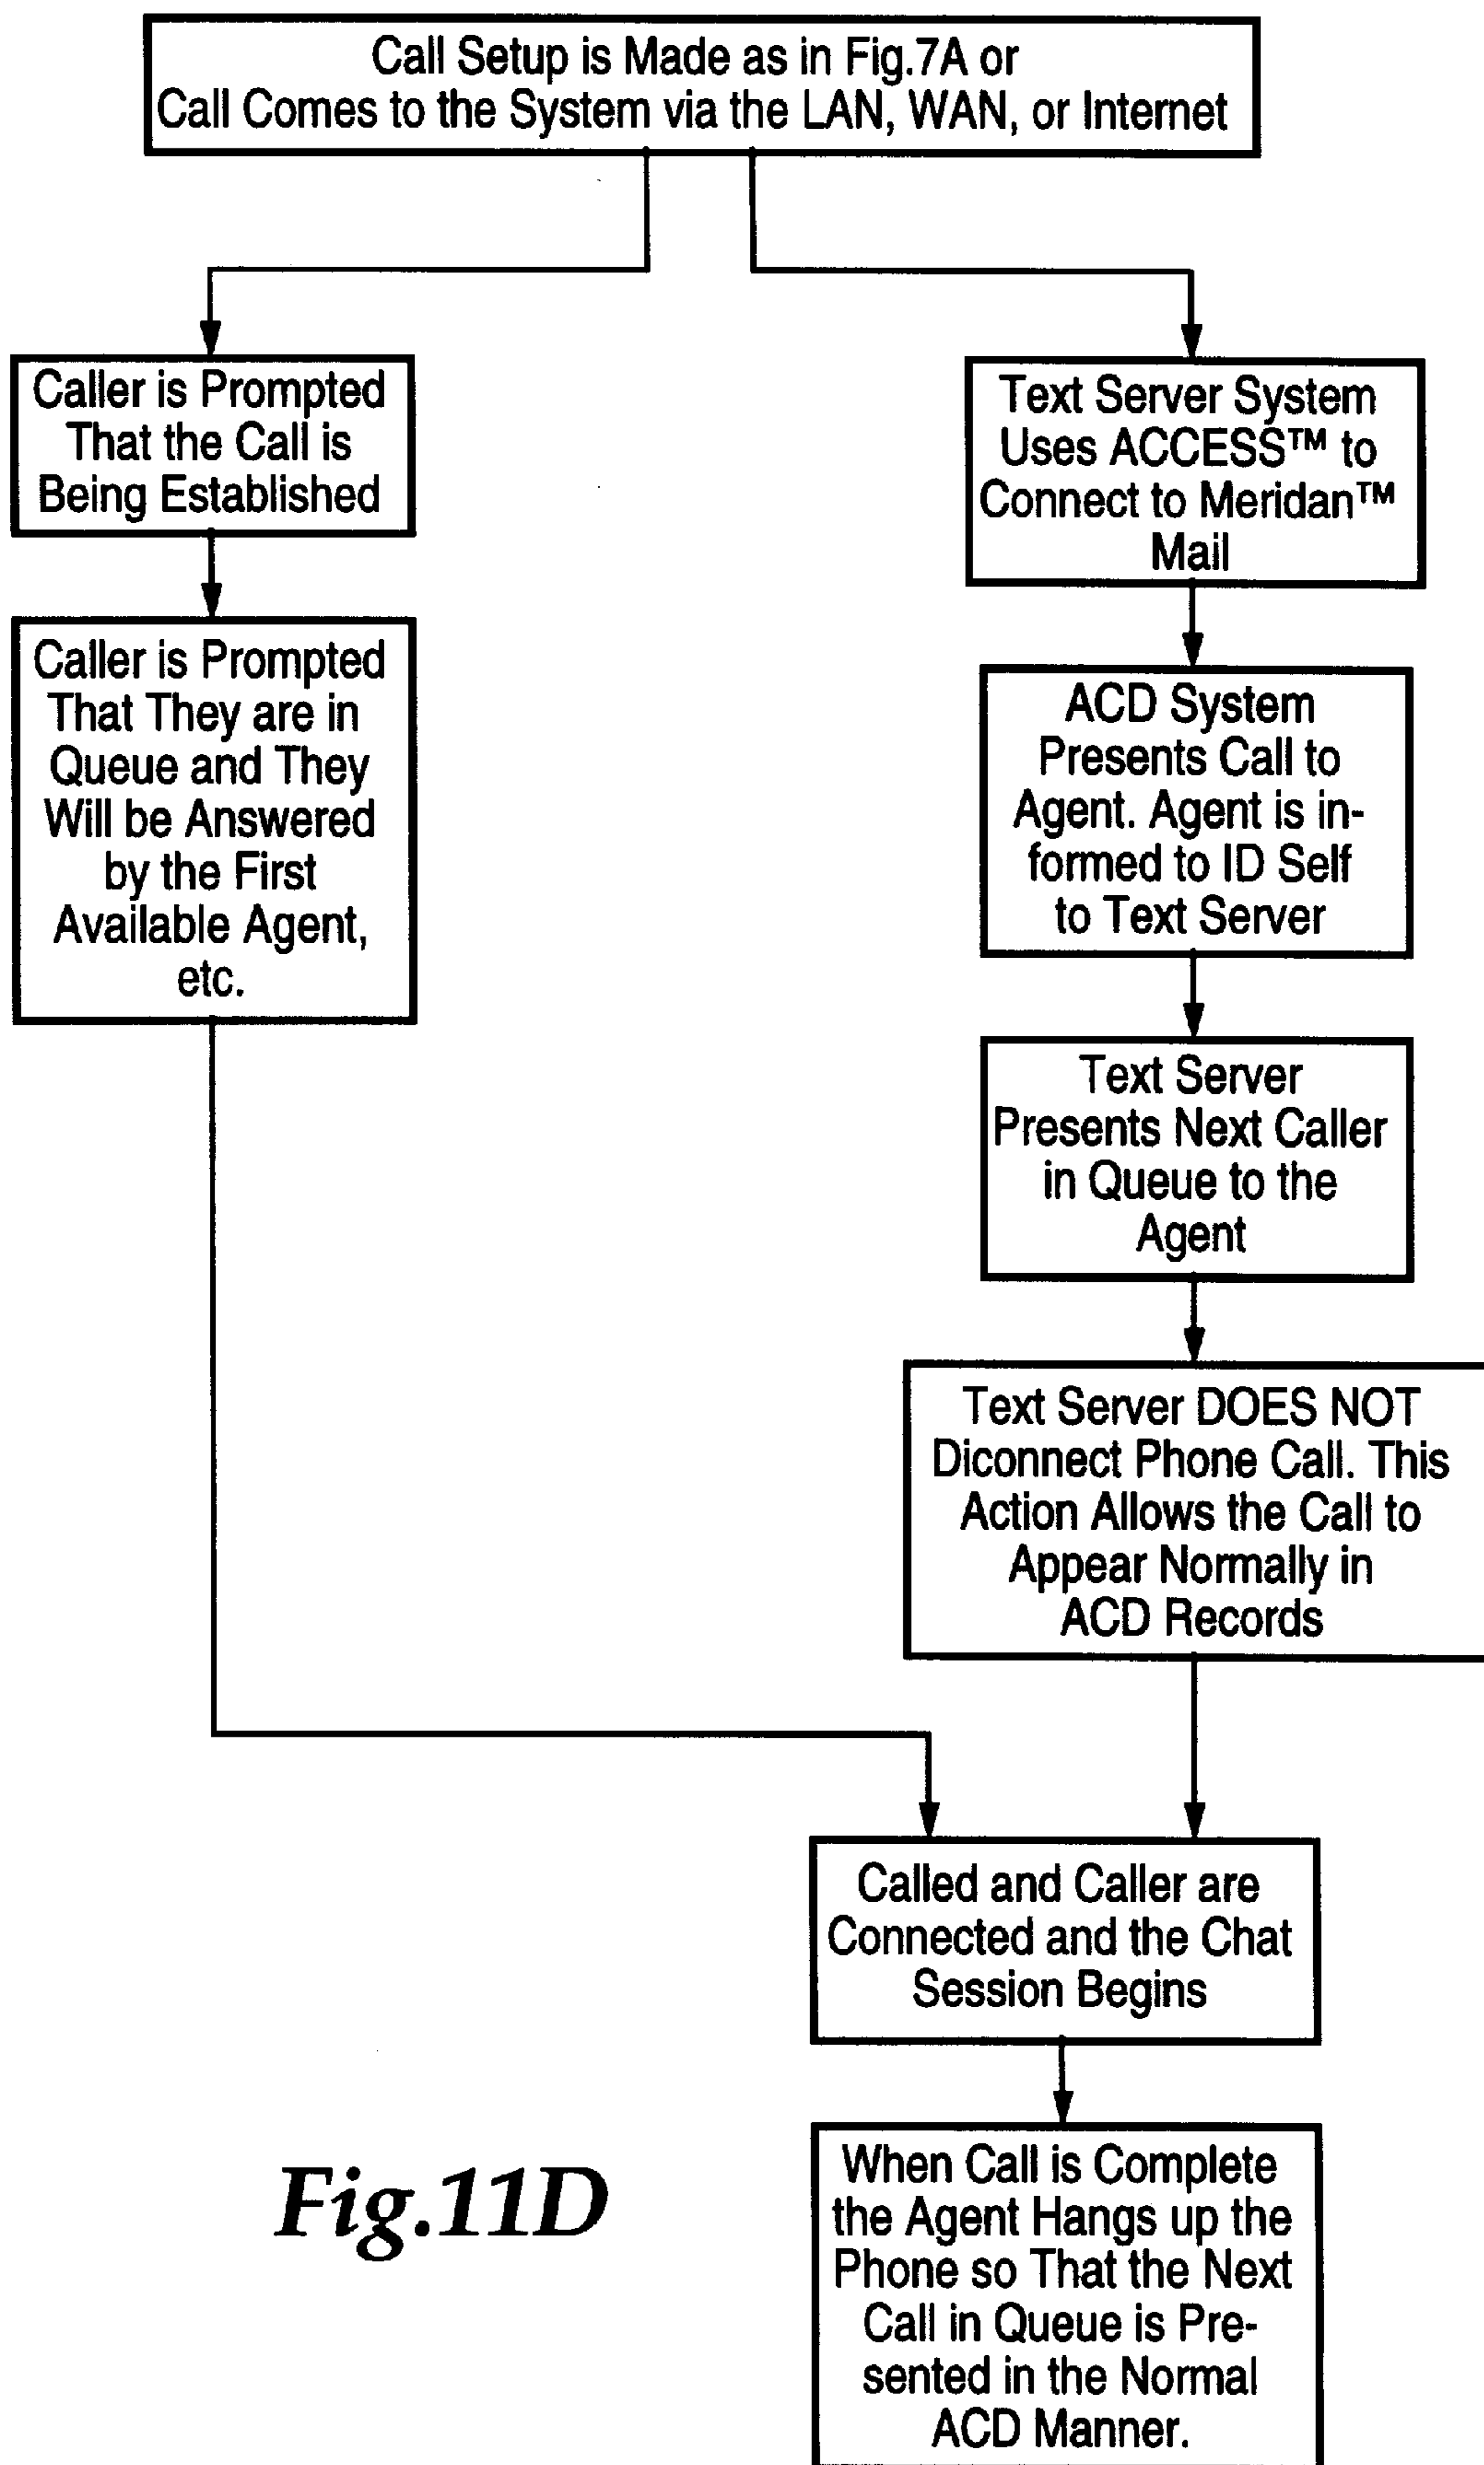 Call Setup is Made as in Fig.7A or
Call Comes to the System via the LAN, WAN, or Internet
Caller is Prompted
That the Call is
Being Established
Caller is Prompted
That They are in
Queue and They
Will be Answered
by the First
Available Agent,
etc.
Text Server System
Uses ACCESS™ to
Connect to Meridan™
Mail
ACD System
Presents Call to
Agent. Agent is in-
formed to ID Self
to Text Server
Text Server
Presents Next Caller
in Queue to the
Agent
Text Server DOES NOT
Diconnect Phone Call. This
Action Allows the Call to
Appear Normally in
ACD Records
Called and Caller are
Connected and the Chat
Session Begins
When Call is Complete
the Agent Hangs up the
Phone so That the Next
Call in Queue is Pre-
sented in the Normal
ACD Manner.
Fig.11D